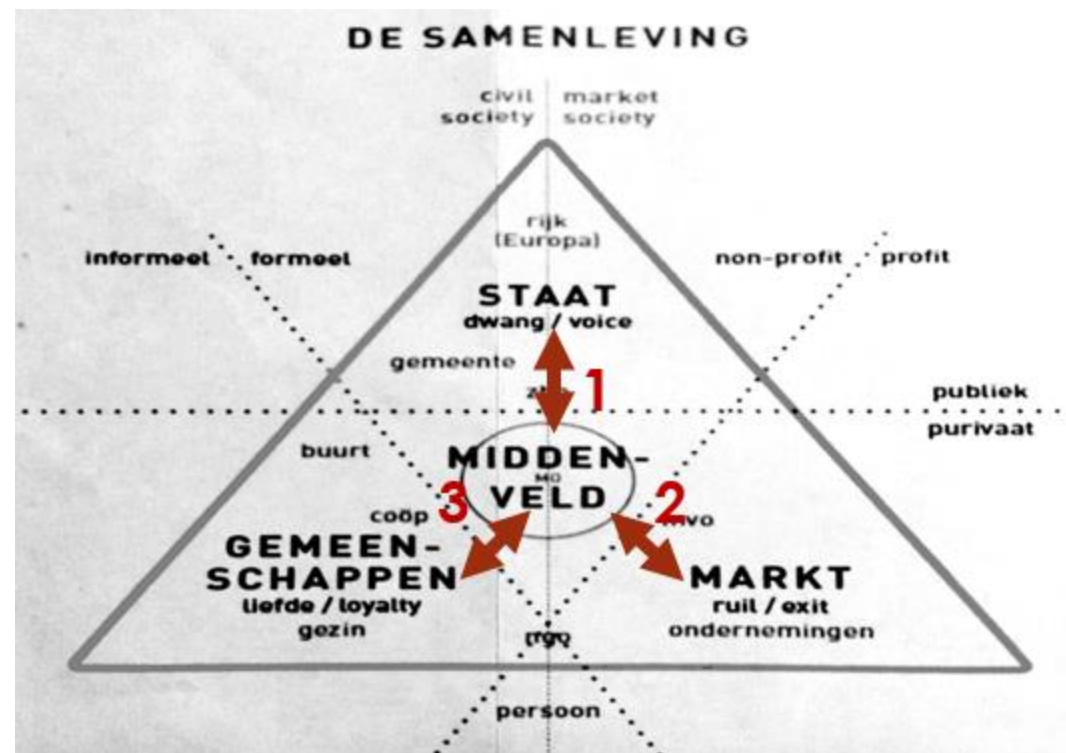 DE SAMENLEVING
civil market
society society
rijk
(Europa)
informeel formeel
non-profit profit
STAAT
dwang / voice
gemeente
1
publiek
purivaat
buurt
MIDDEN-
MO
VELD
3
2
coöp
GEMEEN-
SCHAPPEN
liefde / loyalty
gezin
MARKT
ruil / exit
ondernemingen
persoon